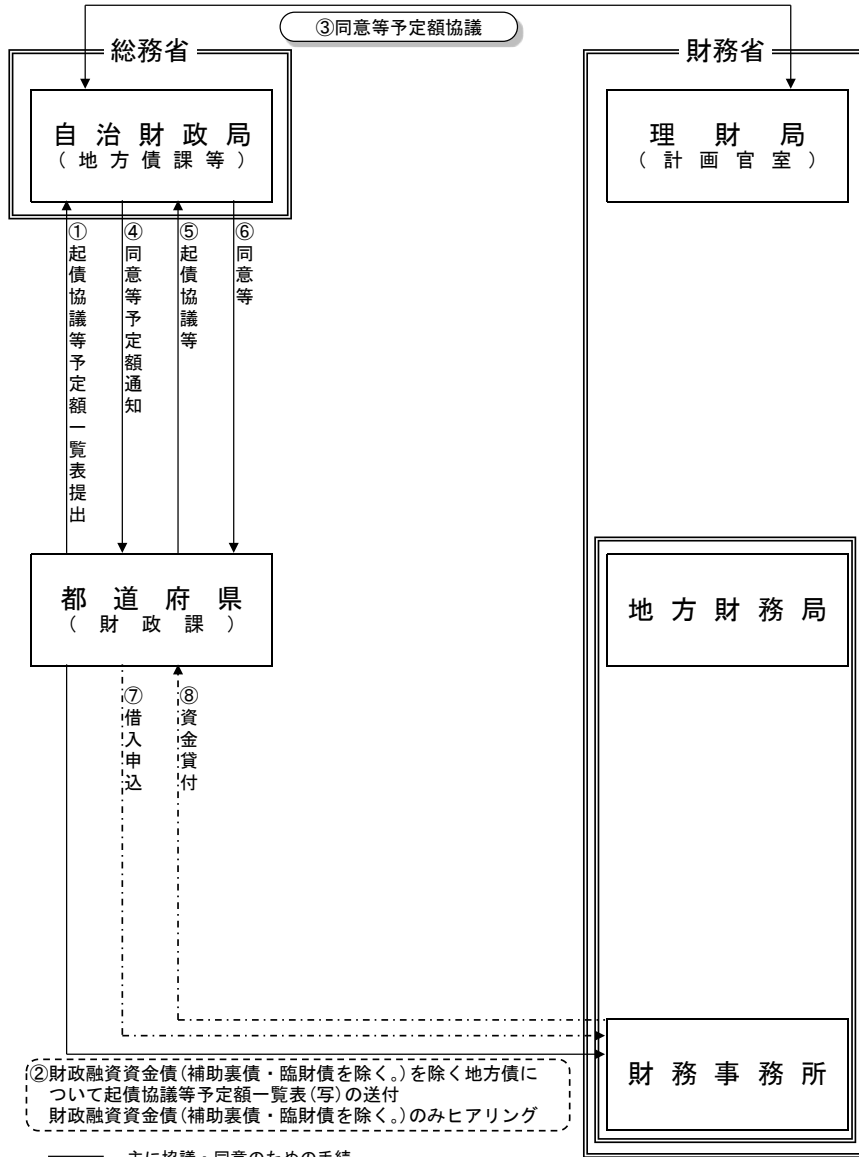 ③同意等予定額協議
総務省
財務省
自治財政局
(地方債課等)
理財局
(計画官室)
①起債協議等予定額一覧表提出
④同意等予定額通知
⑤起債協議等
⑥同意等
都道府県
(財政課)
地方財務局
⑦借入申込
⑧資金貸付
②財政融資資金債(補助裏債・臨財債を除く。)を除く地方債に
ついて起債協議等予定額一覧表(写)の送付
財政融資資金債(補助裏債・臨財債を除く。)のみヒアリング
財務事務所
主に協議・同意のための手続